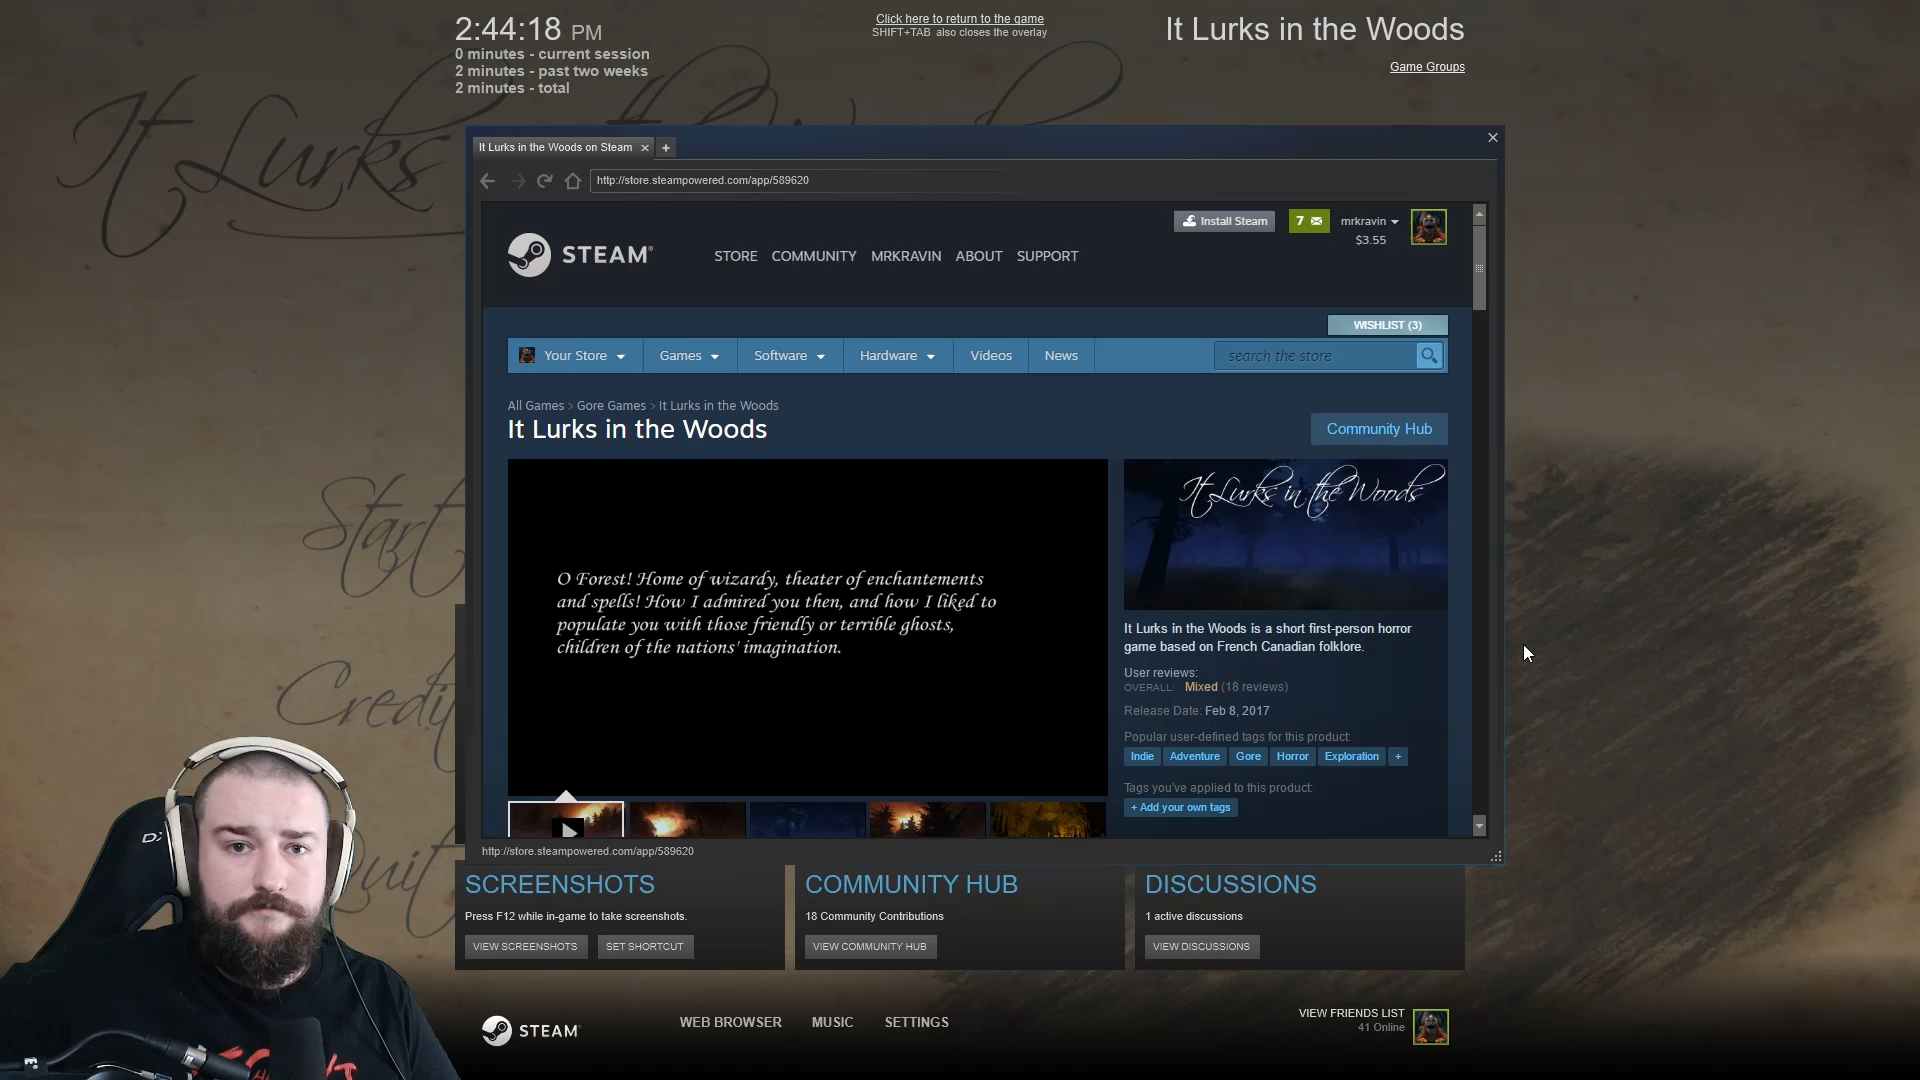 2:44:18 PM
0 minutes - current session
2 minutes - past two weeks
2 minutes - total
Click here to return to the game
SHIFT+TAB also closes the overlay
It Lurks in the Woods
Game Groups
It Lurks
It Lurks in the Woods on Steam
http://store.steampowered.com/app/589620
Install Steam
7
mrkravin
$3.55
STEAM
STORE COMMUNITY MRKRAVIN ABOUT SUPPORT
WISHLIST (3)
Your Store Games Software Hardware Videos News
search the store
All Games > Gore Games > It Lurks in the Woods
It Lurks in the Woods
Community Hub
O Forest! Home of wizardy, theater of enchantements
and spells! How I admired you then, and how I liked to
populate you with those friendly or terrible ghosts,
children of the nations' imagination.
It Lurks in the Woods
It Lurks in the Woods is a short first-person horror
game based on French Canadian folklore.
User reviews:
OVERALL: Mixed (18 reviews)
Release Date: Feb 8, 2017
Popular user-defined tags for this product:
Indie Adventure Gore Horror Exploration +
Tags you've applied to this product:
+ Add your own tags
http://store.steampowered.com/app/589620
Start
Credi
Quit
SCREENSHOTS
Press F12 while in-game to take screenshots.
VIEW SCREENSHOTS SET SHORTCUT
COMMUNITY HUB
18 Community Contributions
VIEW COMMUNITY HUB
DISCUSSIONS
1 active discussions
VIEW DISCUSSIONS
STEAM
WEB BROWSER MUSIC SETTINGS
VIEW FRIENDS LIST
41 Online